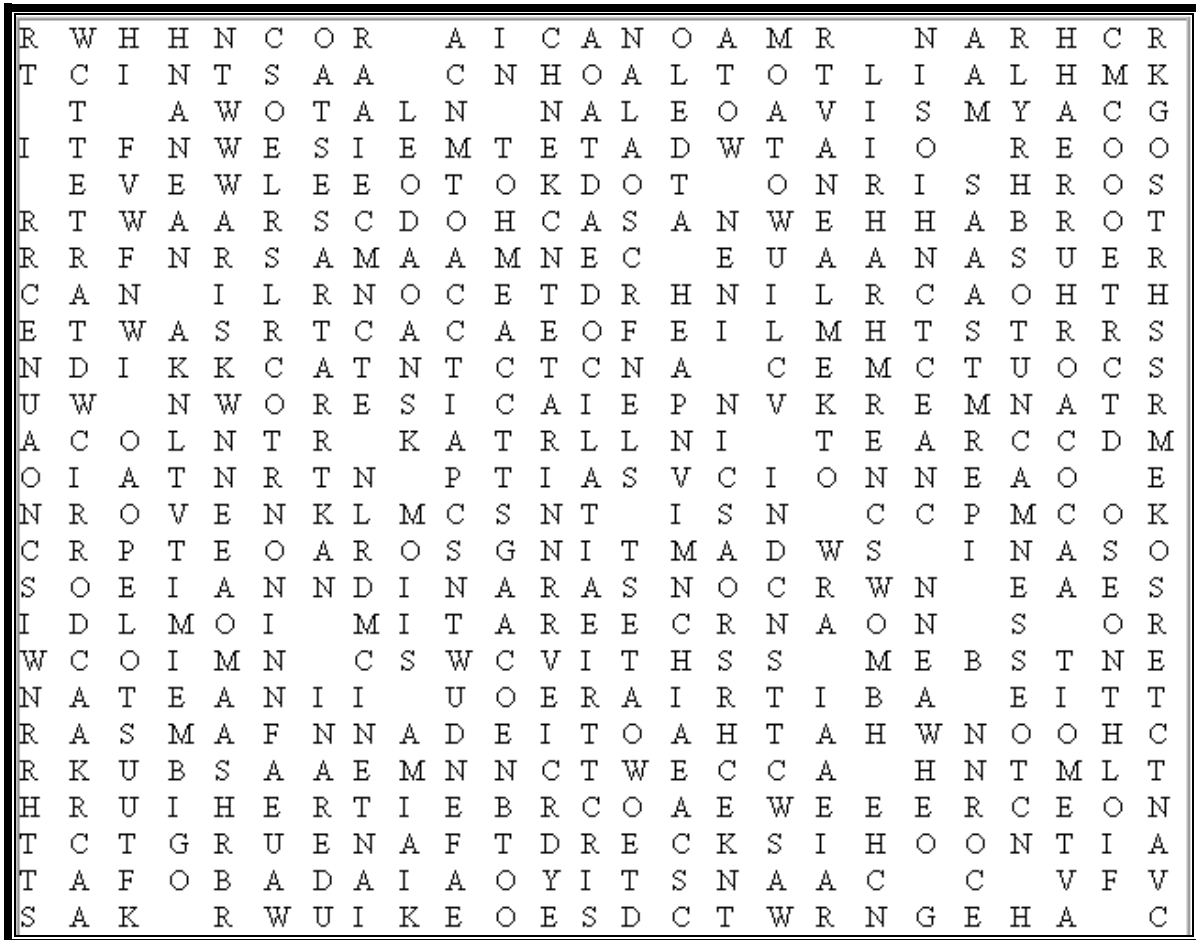 R W H H N C O R   A I C A N O A M R   N A R H C R
T C I N T S A A   C N H O A L T O T L I A L H M K
  T   A W O T A L N   N A L E O A V I S M Y A C G
I T F N W E S I E M T E T A D W T A I O   R E O O
  E V E W L E E O T O K D O T   O N R I S H R O S
R T W A A R S C D O H C A S A N W E H H A B R O T
R R F N R S A M A A M N E C   E U A A N A S U E R
C A N   I L R N O C E T D R H N I L R C A O H T H
E T W A S R T C A C A E O F E I L M H T S T R R S
N D I K K C A T N T C T C N A   C E M C T U O C S
U W   N W O R E S I C A I E P N V K R E M N A T R
A C O L N T R   K A T R L L N I   T E A R C C D M
O I A T N R T N   P T I A S V C I O N N E A O   E
N R O V E N K L M C S N T   I S N   C C P M C O K
C R P T E O A R O S G N I T M A D W S   I N A S O
S O E I A N N D I N A R A S N O C R W N   E A E S
I D L M O I   M I T A R E E C R N A O N   S   O R
W C O I M N   C S W C V I T H S S   M E B S T N E
N A T E A N I I   U O E R A I R T I B A   E I T T
R A S M A F N N A D E I T O A H T A H W N O O H C
R K U B S A A E M N N C T W E C C A   H N T M L T
H R U I H E R T I E B R C O A E W E E E R C E O N
T C T G R U E N A F T D R E C K S I H O O N T I A
T A F O B A D A I A O Y I T S N A A C   C   V F V
S A K   R W U I K E O E S D C T W R N G E H A   C